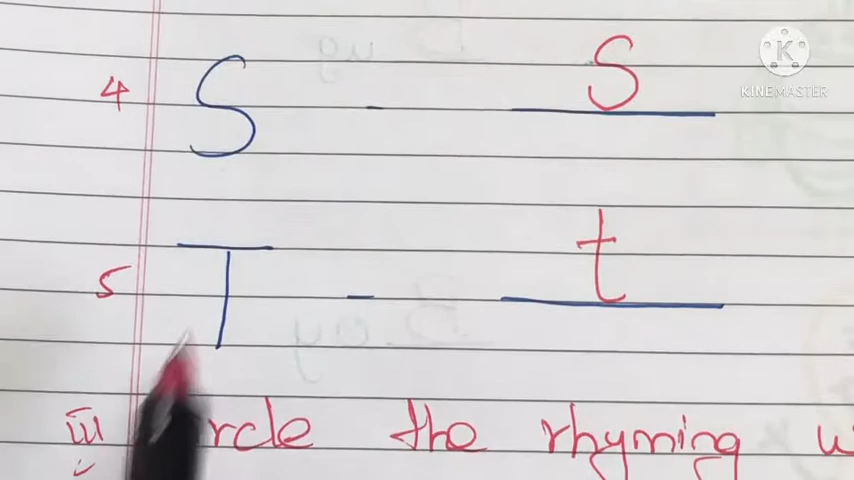 4 S - s
K
KINEMASTER
5 T - t
iii rcle the rhyming w